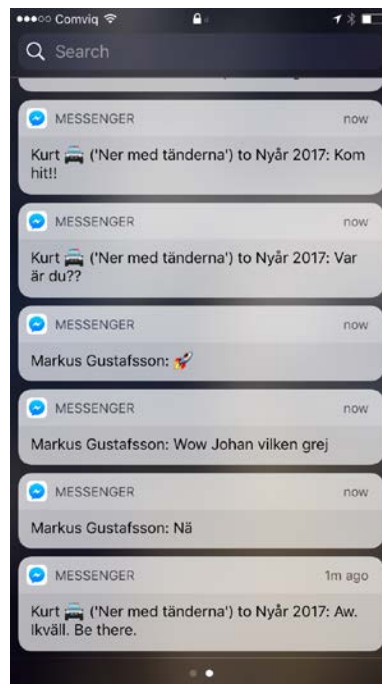 Comviq
Search
MESSENGER now
Kurt 🚔 ('Ner med tänderna') to Nyår 2017: Kom
hit!!
MESSENGER now
Kurt 🚔 ('Ner med tänderna') to Nyår 2017: Var
är du??
MESSENGER now
Markus Gustafsson: 🚀
MESSENGER now
Markus Gustafsson: Wow Johan vilken grej
MESSENGER now
Markus Gustafsson: Nä
MESSENGER 1m ago
Kurt 🚔 ('Ner med tänderna') to Nyår 2017: Aw.
Ikväll. Be there.